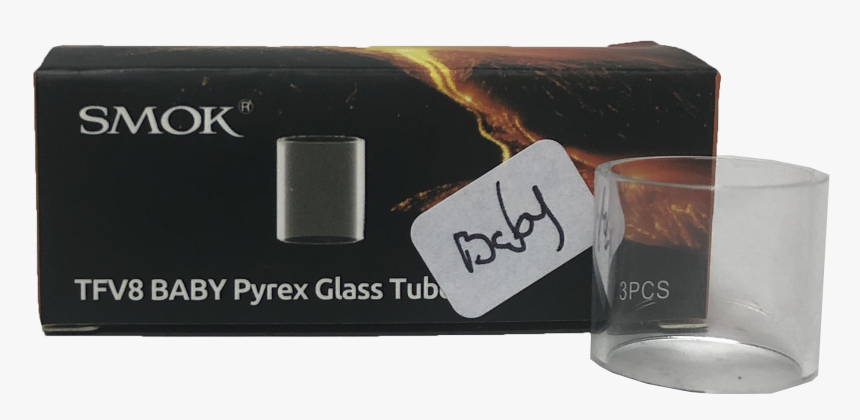 SMOK®
TFV8 BABY Pyrex Glass Tube
Baby
3PCS